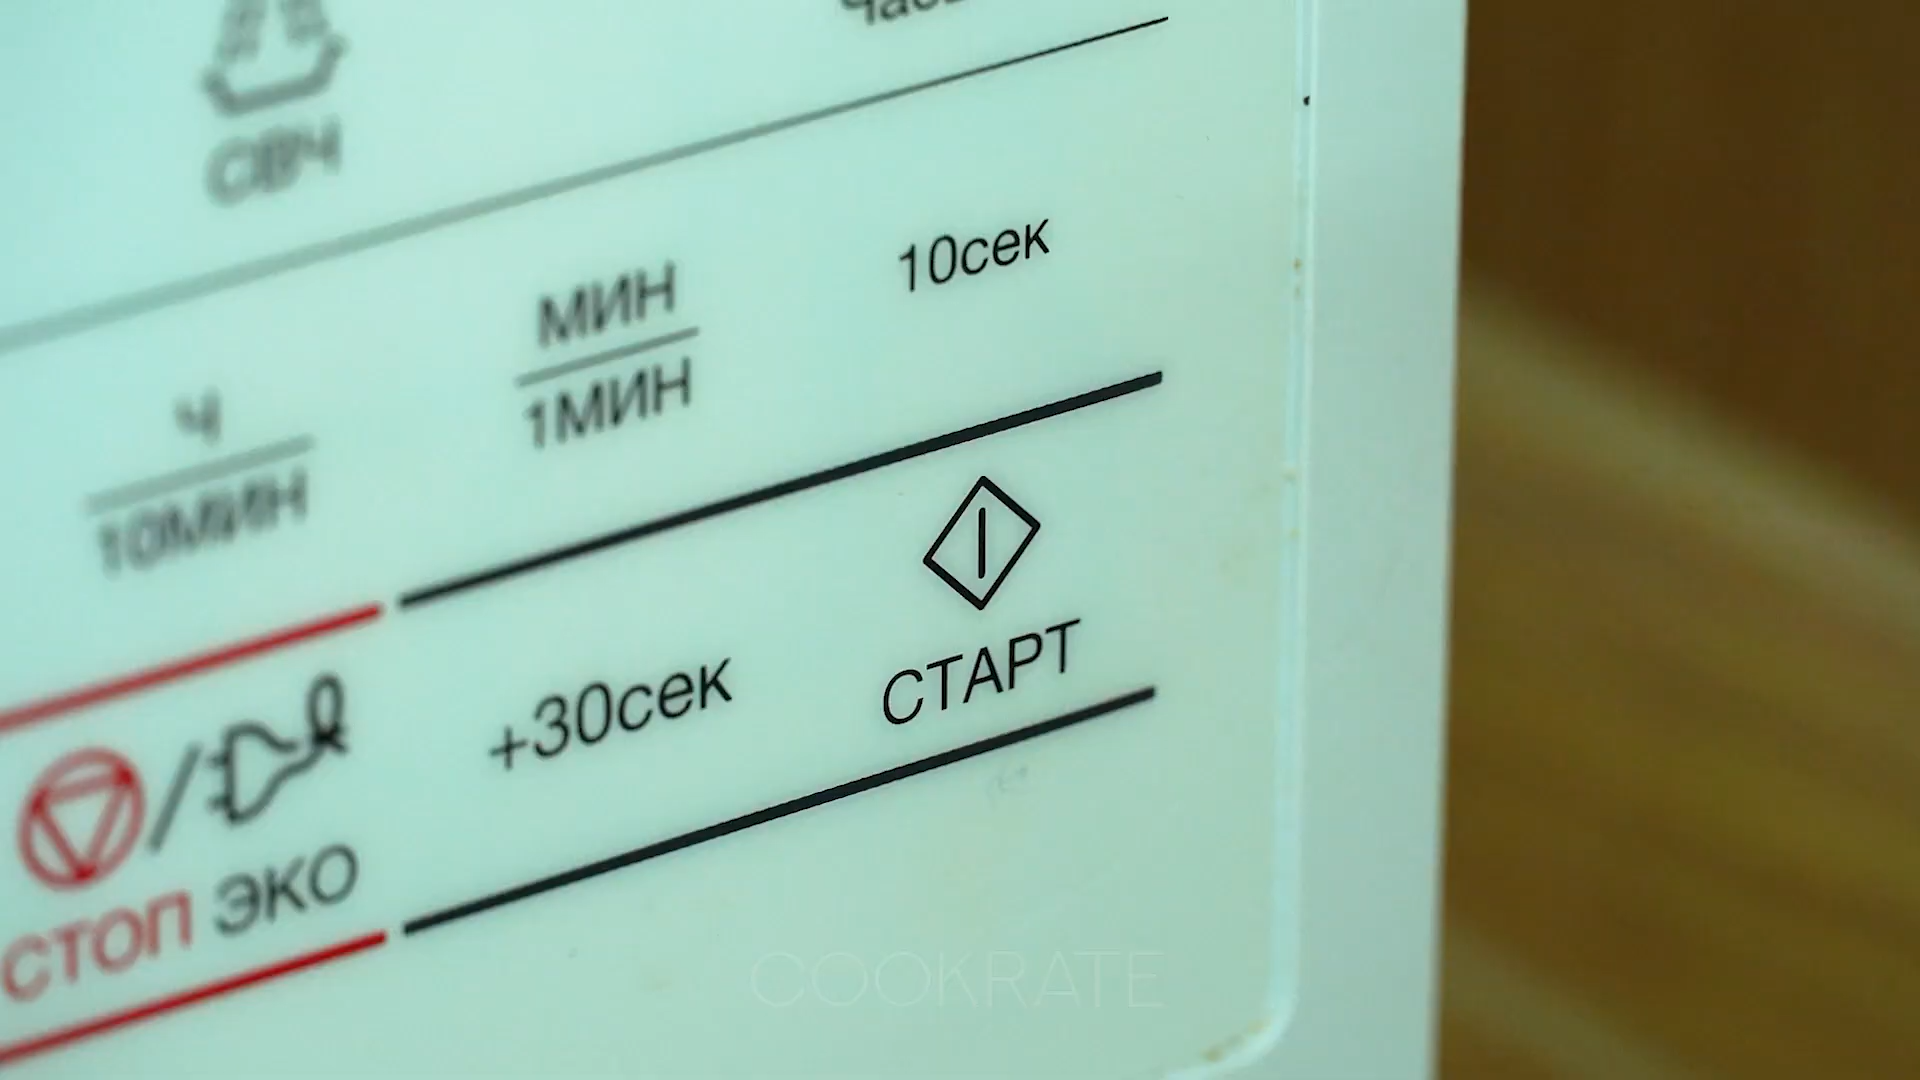 СВЧ
Ч
10МИН
МИН
1МИН
10сек
СТОП ЭКО
+30сек
СТАРТ
COOKRATE